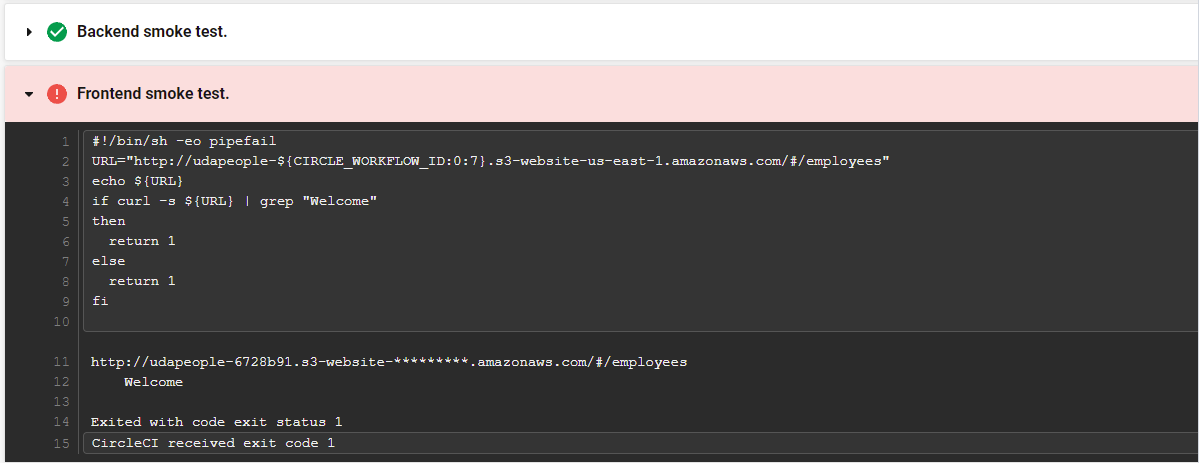 Backend smoke test.
Frontend smoke test.
1 #!/bin/sh -eo pipefail
2 URL="http://udapeople-${CIRCLE_WORKFLOW_ID:0:7}.s3-website-us-east-1.amazonaws.com/#/employees"
3 echo ${URL}
4 if curl -s ${URL} | grep "Welcome"
5 then
6   return 1
7 else
8   return 1
9 fi
10
11 http://udapeople-6728b91.s3-website-*********.amazonaws.com/#/employees
12     Welcome
13
14 Exited with code exit status 1
15 CircleCI received exit code 1